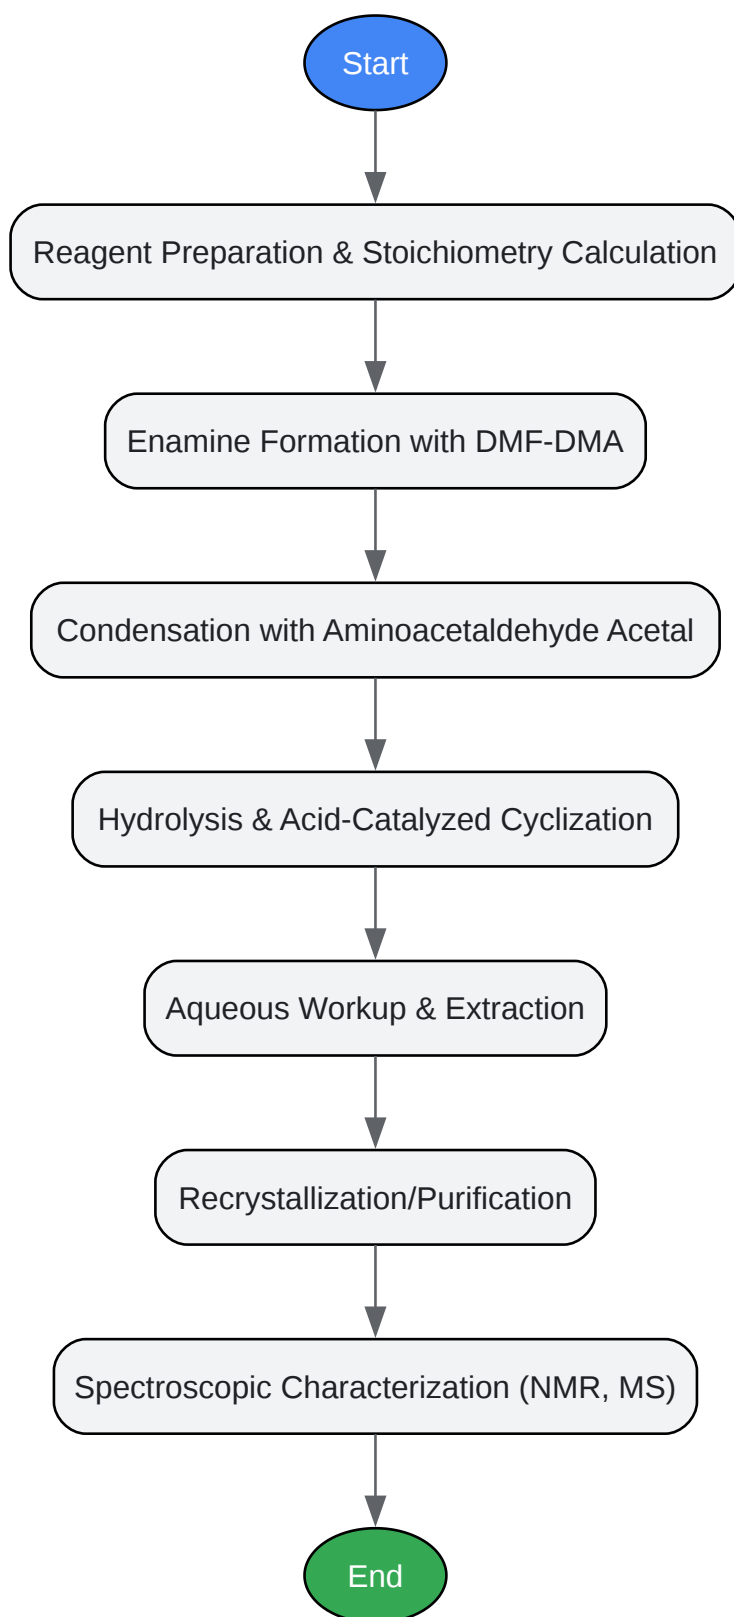 Start
Reagent Preparation & Stoichiometry Calculation
Enamine Formation with DMF-DMA
Condensation with Aminoacetaldehyde Acetal
Hydrolysis & Acid-Catalyzed Cyclization
Aqueous Workup & Extraction
Recrystallization/Purification
Spectroscopic Characterization (NMR, MS)
End